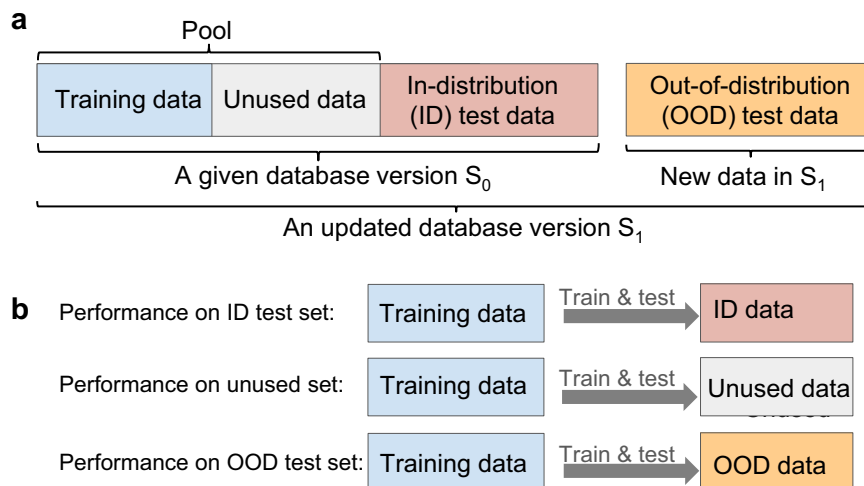 a
Pool
Training data
Unused data
In-distribution
(ID) test data
Out-of-distribution
(OOD) test data
A given database version S₀
New data in S₁
An updated database version S₁
b
Performance on ID test set:
Training data
Train & test
ID data
Performance on unused set:
Training data
Train & test
Unused data
Performance on OOD test set:
Training data
Train & test
OOD data